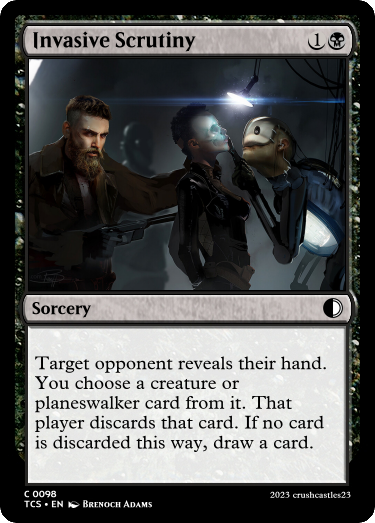 Invasive Scrutiny 1
Sorcery
Target opponent reveals their hand.
You choose a creature or
planeswalker card from it. That
player discards that card. If no card
is discarded this way, draw a card.
C 0098
TCS • EN Brenoch Adams
2023 crushcastles23